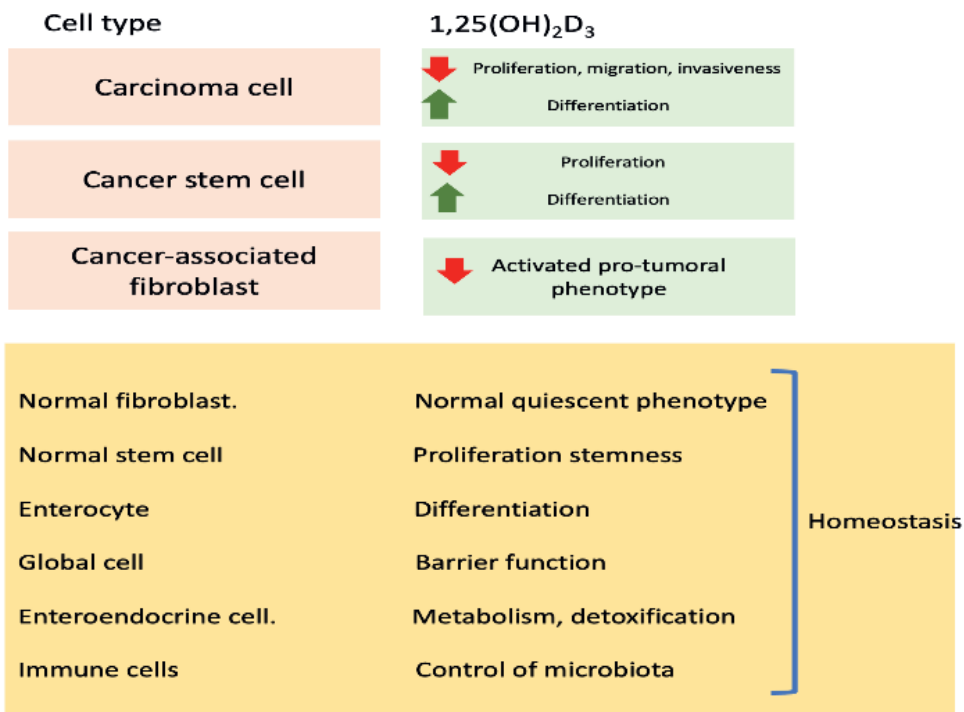 Cell type 1,25(OH)₂D₃
Carcinoma cell
Proliferation, migration, invasiveness
Differentiation
Cancer stem cell
Proliferation
Differentiation
Cancer-associated
fibroblast
Activated pro-tumoral
phenotype
Normal fibroblast. Normal quiescent phenotype
Normal stem cell Proliferation stemness
Enterocyte Differentiation
Homeostasis
Global cell Barrier function
Enteroendocrine cell. Metabolism, detoxification
Immune cells Control of microbiota